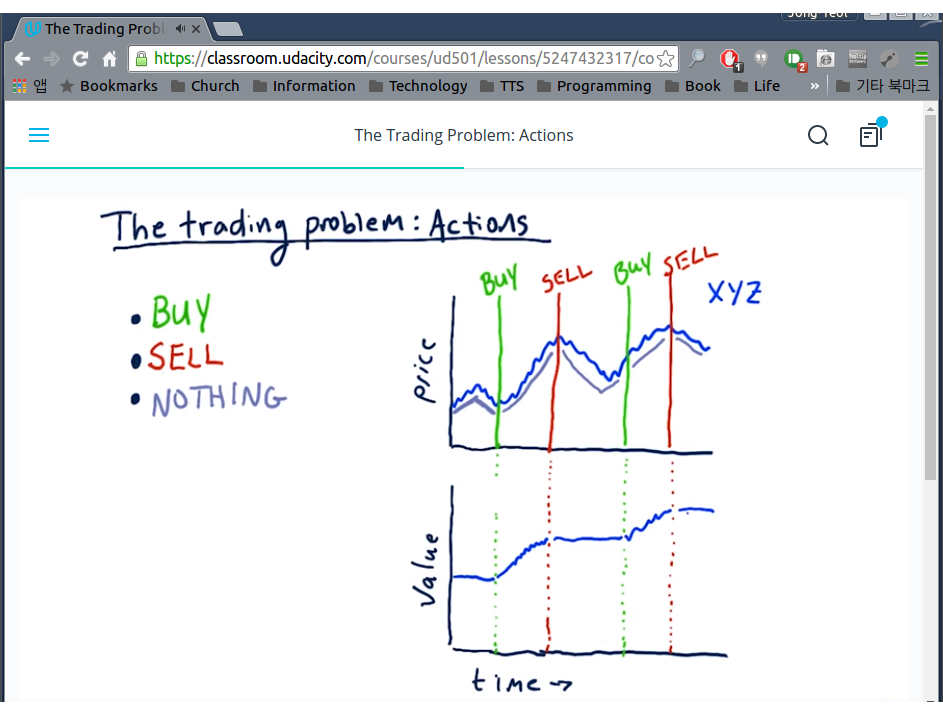 The Trading Probl
https://classroom.udacity.com/courses/ud501/lessons/5247432317/co
1
2
앱 Bookmarks Church Information Technology TTS Programming Book Life » 기타 북마크
The Trading Problem: Actions
The trading problem: Actions
BUY SELL BUY SELL
XYZ
• BUY
• SELL
• NOTHING
price
Value
time →